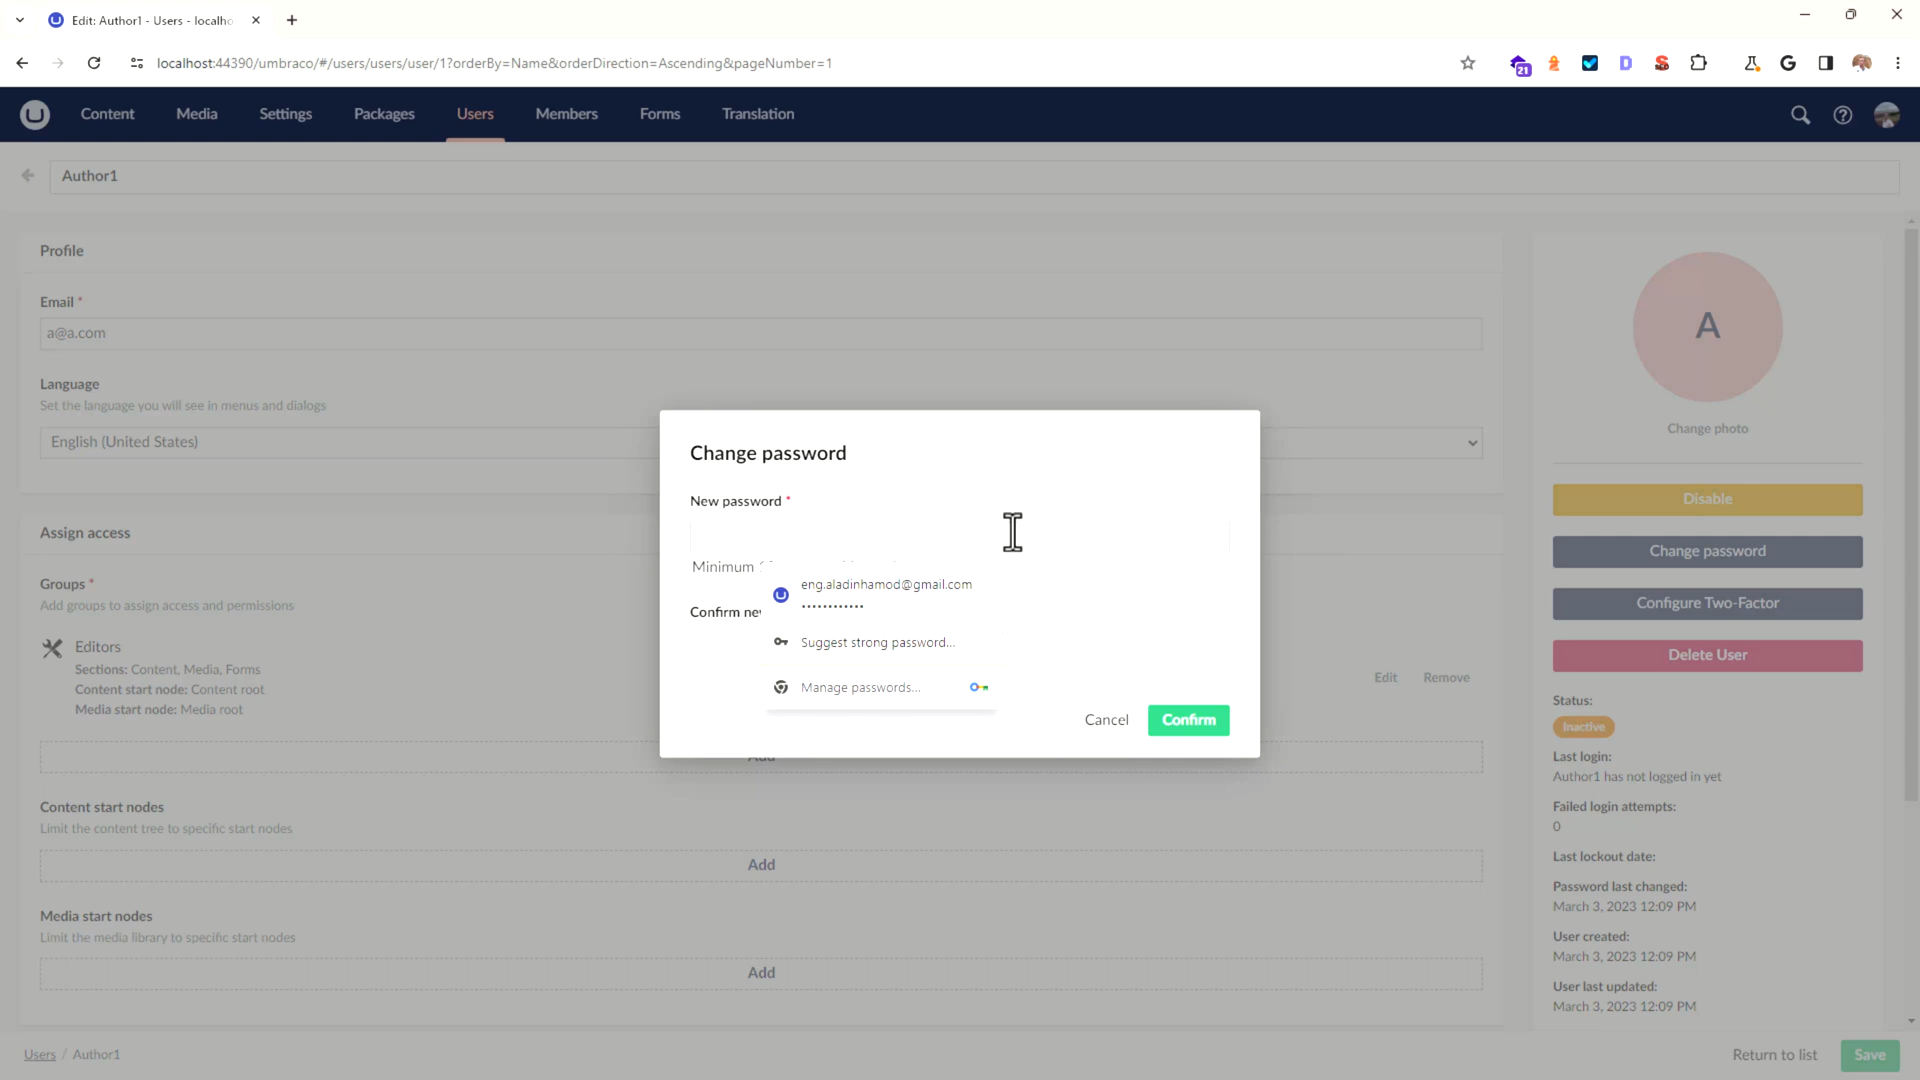 Edit: Author1 - Users - localho
localhost:44390/umbraco/#/users/users/user/1?orderBy=Name&orderDirection=Ascending&pageNumber=1
21
Content
Media
Settings
Packages
Users
Members
Forms
Translation
Author1
Profile
Email *
a@a.com
Language
Set the language you will see in menus and dialogs
English (United States)
Assign access
Groups *
Add groups to assign access and permissions
Editors
Sections: Content, Media, Forms
Content start node: Content root
Media start node: Media root
Edit
Remove
Add
Content start nodes
Limit the content tree to specific start nodes
Add
Media start nodes
Limit the media library to specific start nodes
Add
Change password
New password *
Minimum
Confirm
eng.aladinhamod@gmail.com
••••••••••••
Suggest strong password...
Manage passwords...
Cancel
Confirm
A
Change photo
Disable
Change password
Configure Two-Factor
Delete User
Status:
Inactive
Last login:
Author1 has not logged in yet
Failed login attempts:
0
Last lockout date:
Password last changed:
March 3, 2023 12:09 PM
User created:
March 3, 2023 12:09 PM
User last updated:
March 3, 2023 12:09 PM
Users / Author1
Return to list
Save